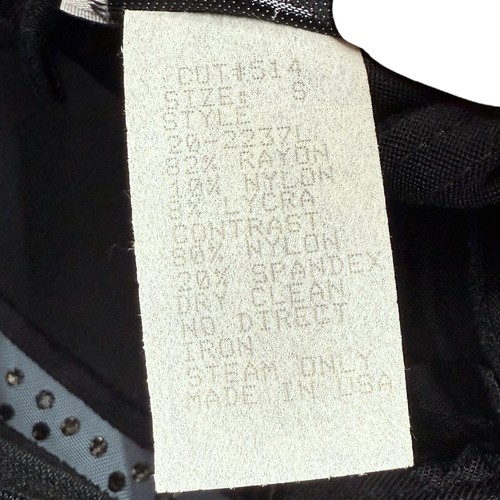 CUT#514
SIZE: S
STYLE
20-2237L
82% RAYON
10% NYLON
8% LYCRA
CONTRAST
80% NYLON
20% SPANDEX
DRY CLEAN
NO DIRECT
IRON
STEAM ONLY
MADE IN USA